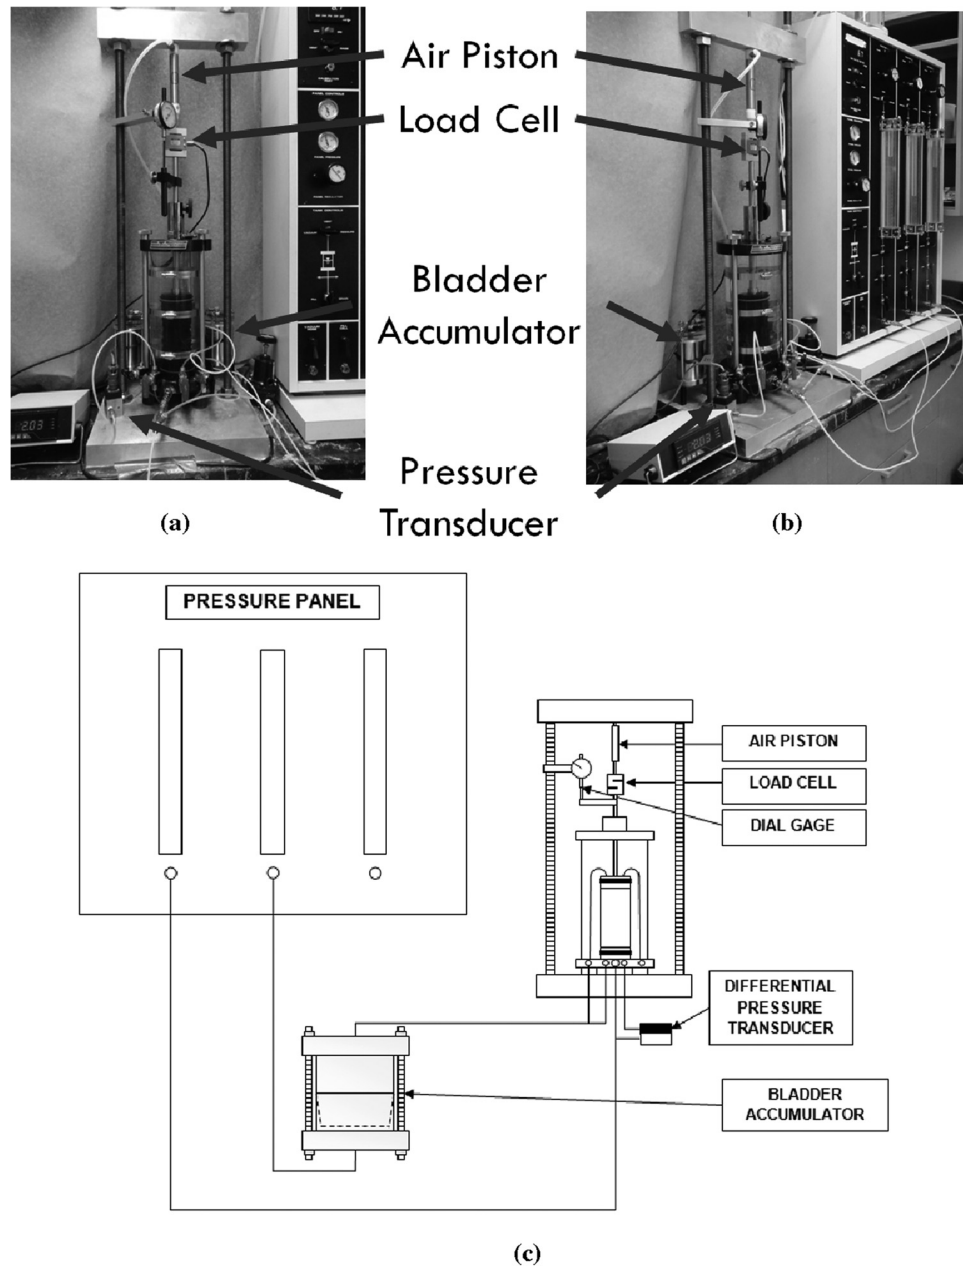 Air Piston
Load Cell
Bladder
Accumulator
Pressure
Transducer
(a)
(b)
PRESSURE PANEL
AIR PISTON
LOAD CELL
DIAL GAGE
DIFFERENTIAL
PRESSURE
TRANSDUCER
BLADDER
ACCUMULATOR
(c)